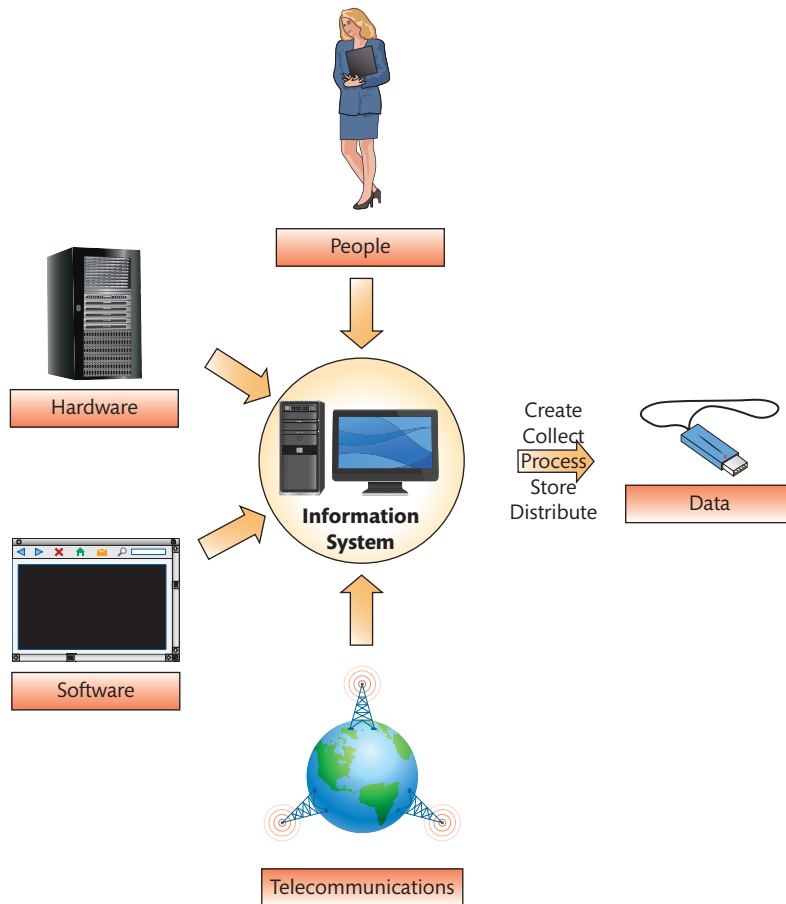 People
Hardware
Create
Collect
Process
Store
Distribute
Data
Information
System
Software
Telecommunications